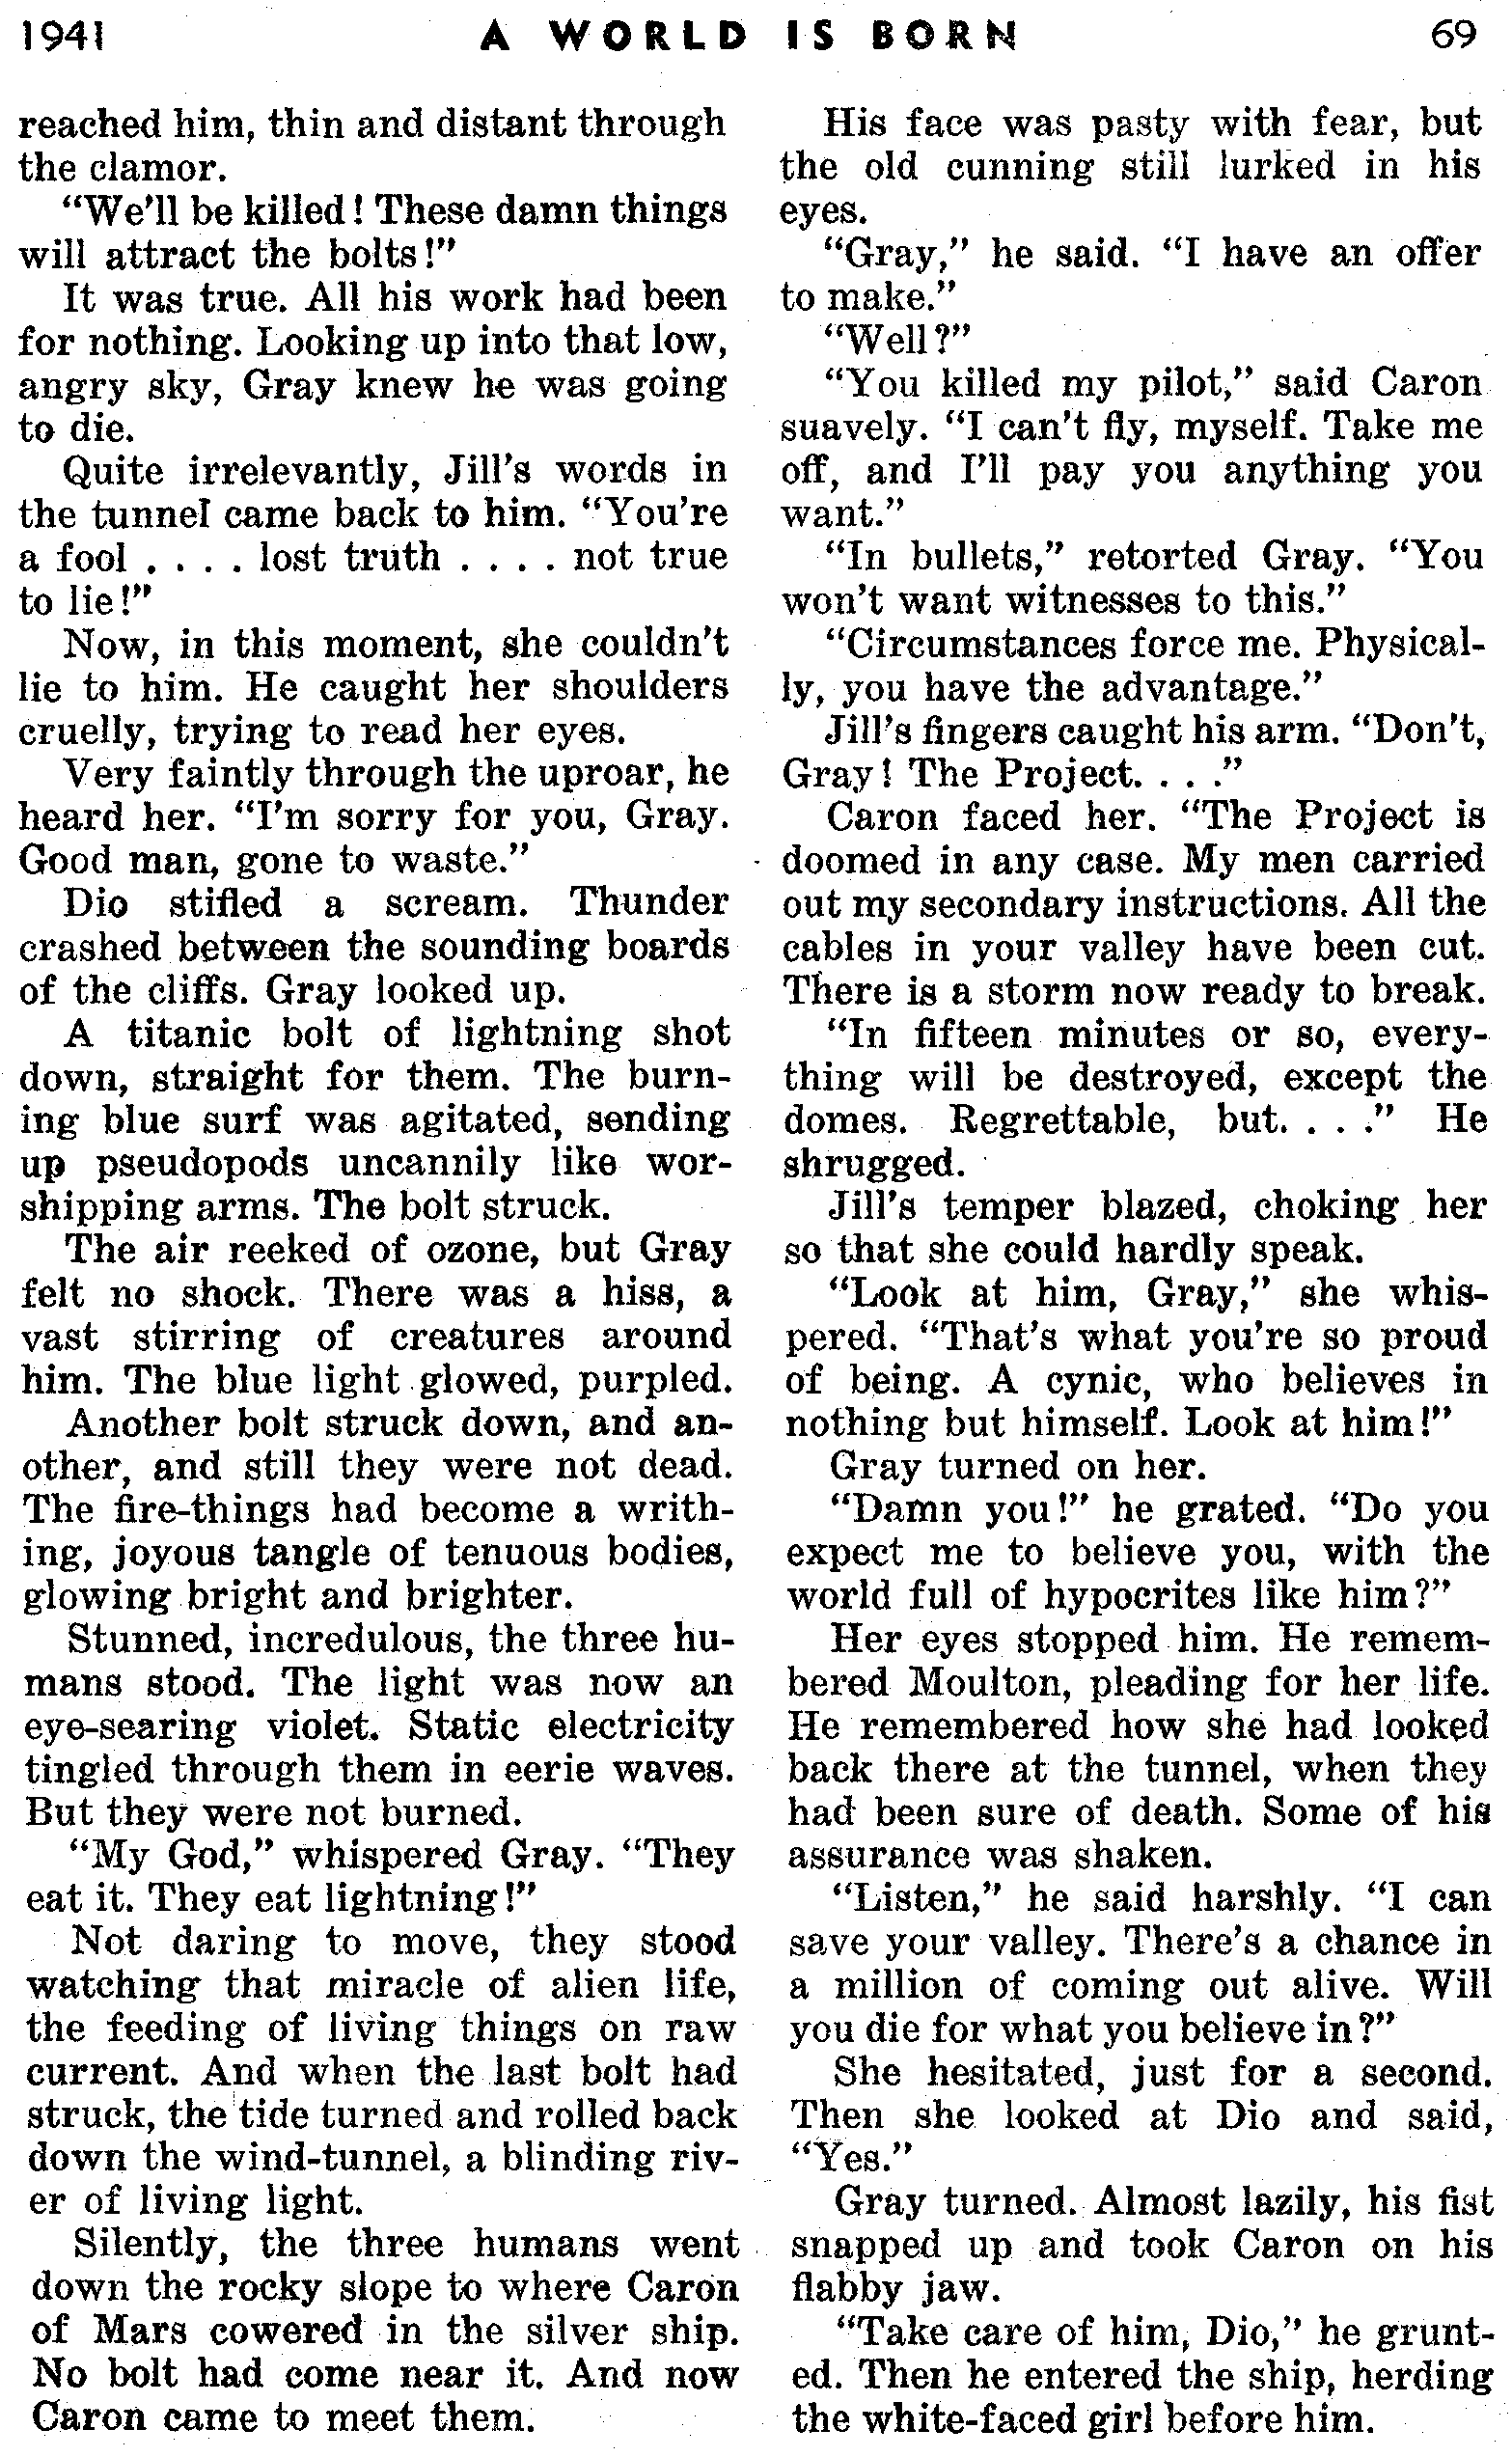 1941
A WORLD IS BORN
69
reached him, thin and distant through
the clamor.
"We'll be killed! These damn things
will attract the bolts!"
It was true. All his work had been
for nothing. Looking up into that low,
angry sky, Gray knew he was going
to die.
Quite irrelevantly, Jill's words in
the tunnel came back to him. "You're
a fool . . . . lost truth . . . . not true
to lie!"
Now, in this moment, she couldn't
lie to him. He caught her shoulders
cruelly, trying to read her eyes.
Very faintly through the uproar, he
heard her. "I'm sorry for you, Gray.
Good man, gone to waste."
Dio stifled a scream. Thunder
crashed between the sounding boards
of the cliffs. Gray looked up.
A titanic bolt of lightning shot
down, straight for them. The burn-
ing blue surf was agitated, sending
up pseudopods uncannily like wor-
shipping arms. The bolt struck.
The air reeked of ozone, but Gray
felt no shock. There was a hiss, a
vast stirring of creatures around
him. The blue light glowed, purpled.
Another bolt struck down, and an-
other, and still they were not dead.
The fire-things had become a writh-
ing, joyous tangle of tenuous bodies,
glowing bright and brighter.
Stunned, incredulous, the three hu-
mans stood. The light was now an
eye-searing violet. Static electricity
tingled through them in eerie waves.
But they were not burned.
"My God," whispered Gray. "They
eat it. They eat lightning!"
Not daring to move, they stood
watching that miracle of alien life,
the feeding of living things on raw
current. And when the last bolt had
struck, the tide turned and rolled back
down the wind-tunnel, a blinding riv-
er of living light.
Silently, the three humans went
down the rocky slope to where Caron
of Mars cowered in the silver ship.
No bolt had come near it. And now
Caron came to meet them.
His face was pasty with fear, but
the old cunning still lurked in his
eyes.
"Gray," he said. "I have an offer
to make."
"Well?"
"You killed my pilot," said Caron
suavely. "I can't fly, myself. Take me
off, and I'll pay you anything you
want."
"In bullets," retorted Gray. "You
won't want witnesses to this."
"Circumstances force me. Physical-
ly, you have the advantage."
Jill's fingers caught his arm. "Don't,
Gray! The Project. . . ."
Caron faced her. "The Project is
doomed in any case. My men carried
out my secondary instructions. All the
cables in your valley have been cut.
There is a storm now ready to break.
"In fifteen minutes or so, every-
thing will be destroyed, except the
domes. Regrettable, but. . . ." He
shrugged.
Jill's temper blazed, choking her
so that she could hardly speak.
"Look at him, Gray," she whis-
pered. "That's what you're so proud
of being. A cynic, who believes in
nothing but himself. Look at him!"
Gray turned on her.
"Damn you!" he grated. "Do you
expect me to believe you, with the
world full of hypocrites like him?"
Her eyes stopped him. He remem-
bered Moulton, pleading for her life.
He remembered how she had looked
back there at the tunnel, when they
had been sure of death. Some of his
assurance was shaken.
"Listen," he said harshly. "I can
save your valley. There's a chance in
a million of coming out alive. Will
you die for what you believe in?"
She hesitated, just for a second.
Then she looked at Dio and said,
"Yes."
Gray turned. Almost lazily, his fist
snapped up and took Caron on his
flabby jaw.
"Take care of him, Dio," he grunt-
ed. Then he entered the ship, herding
the white-faced girl before him.